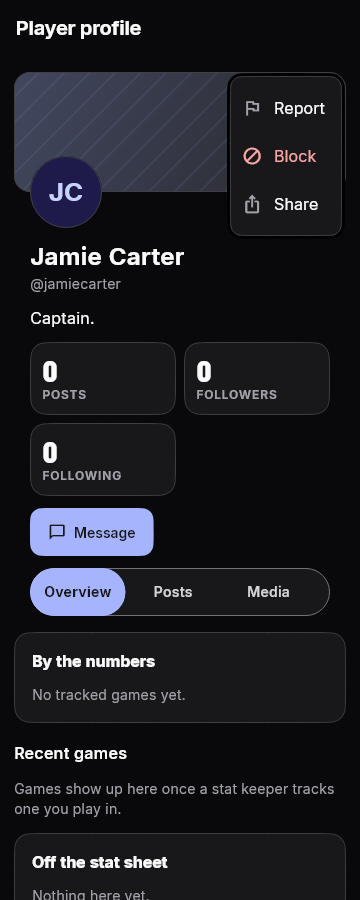 Player profile
Report
Block
Share
JC
Jamie Carter
@jamiecarter
Captain.
0
POSTS
0
FOLLOWERS
0
FOLLOWING
Message
Overview
Posts
Media
By the numbers
No tracked games yet.
Recent games
Games show up here once a stat keeper tracks
one you play in.
Off the stat sheet
Nothing here yet.